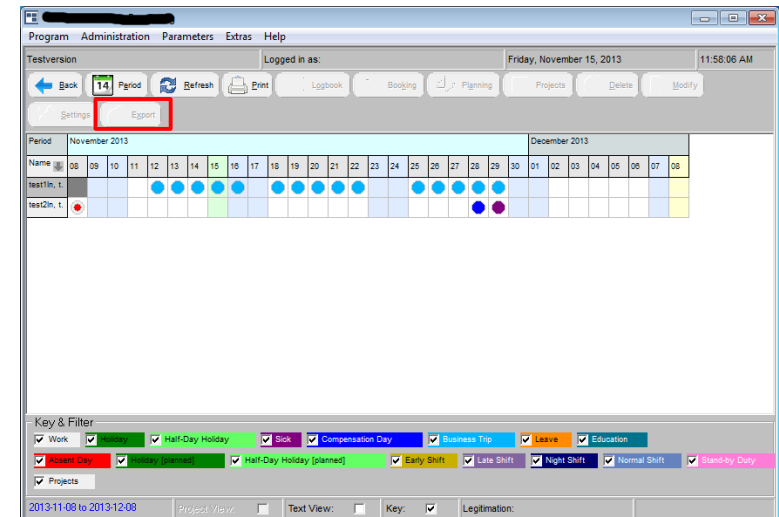 Program Administration Parameters Extras Help
Testversion Logged in as: Friday, November 15, 2013 11:58:06 AM
Back 14 Period Refresh Print Logbook Booking Planning Projects Delete Modify
Settings Export
Period November 2013 December 2013
Name 08 09 10 11 12 13 14 15 16 17 18 19 20 21 22 23 24 25 26 27 28 29 30 01 02 03 04 05 06 07 08
test1ln, t.
test2ln, t.
Key & Filter
Work Holiday Half-Day Holiday Sick Compensation Day Business Trip Leave Education
Absent Day Holiday [planned] Half-Day Holiday [planned] Early Shift Late Shift Night Shift Normal Shift Stand-by Duty
Projects
2013-11-08 to 2013-12-08 Project View: Text View: Key: Legitimation: